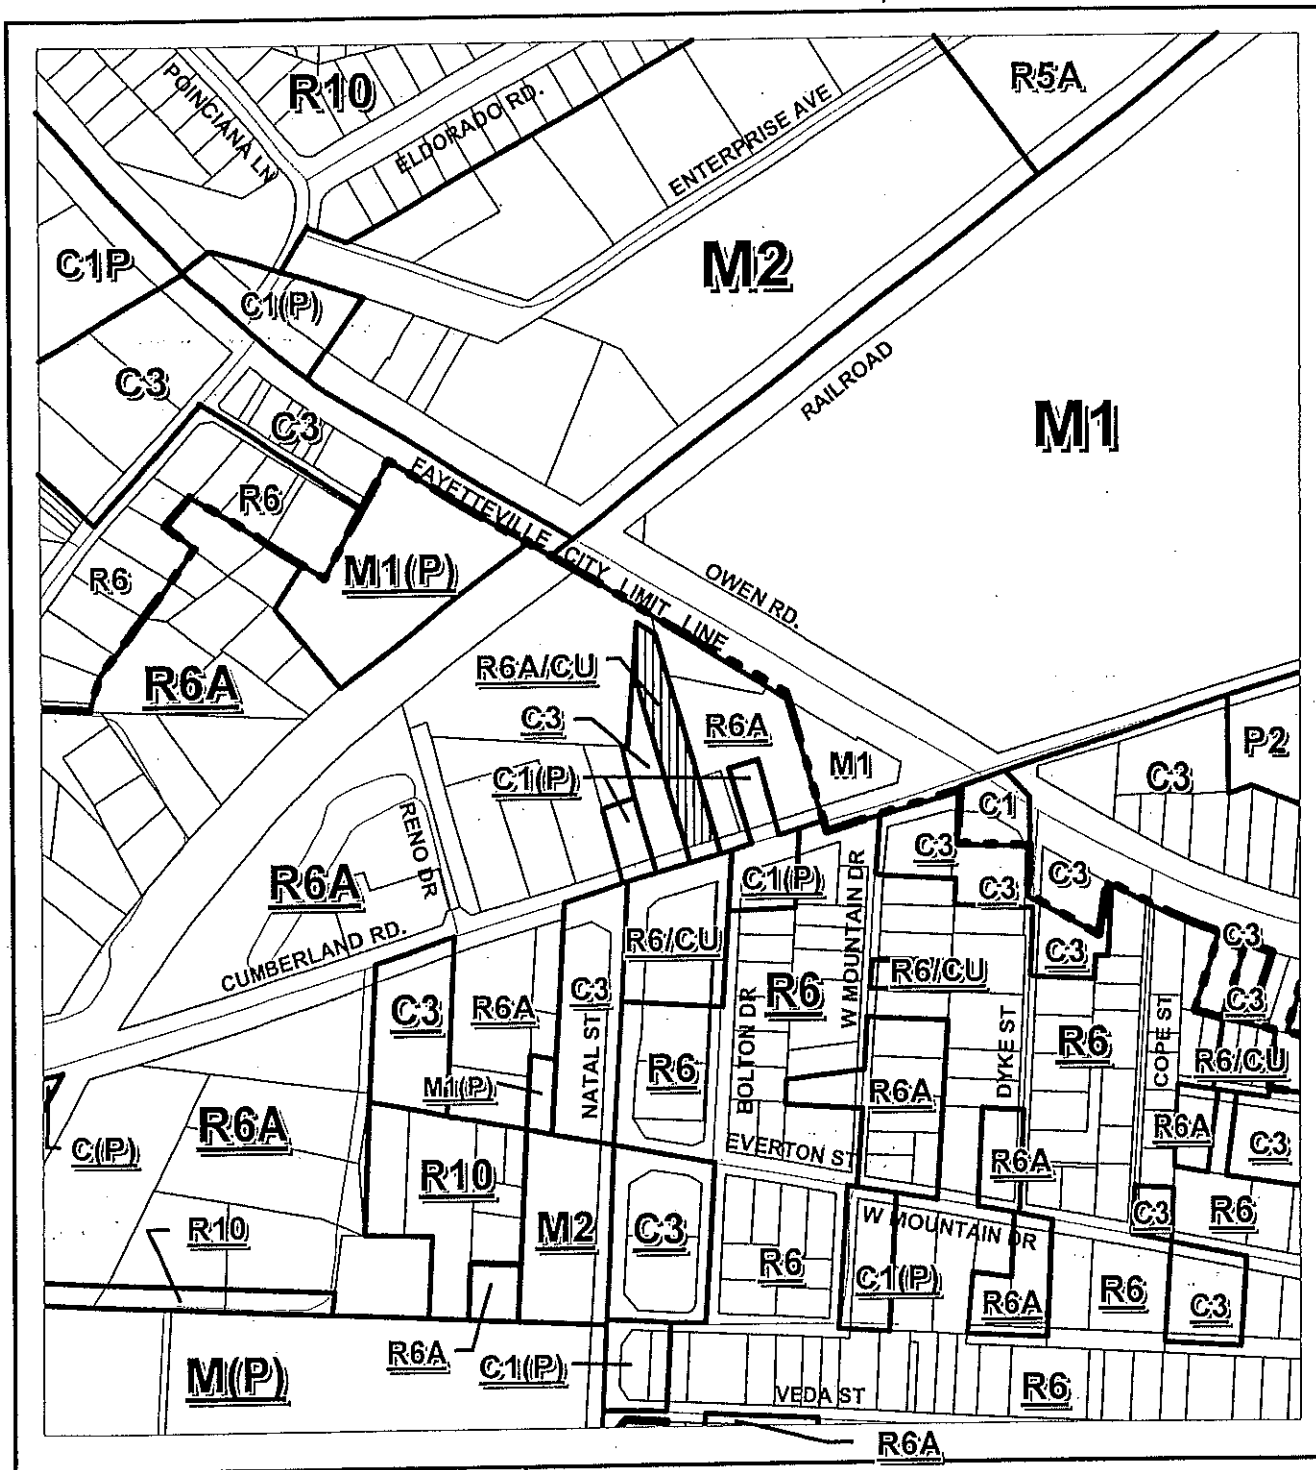 R10
R5A
POINCIANA LN
ELDORADO RD.
ENTERPRISE AVE
C1P
M2
C1(P)
RAILROAD
C3
M1
C3
FAYETTEVILLE CITY LIMIT LINE
R6
M1(P)
R6
OWEN RD.
R6A
R6A/CU
C3
R6A
C1(P)
M1
P2
C3
C1
RENO DR
C3
C3
R6A
C1(P)
W MOUNTAIN DR
C3
CUMBERLAND RD.
R6/CU
C3
C3
R6/CU
C3
C3
R6A
C3
R6
BOLTON DR
NATAL ST
DYKE ST
R6
COPE ST
R6/CU
M1(P)
R6
R6A
R6A
C(P)
R6A
C3
EVERTON ST
R6A
R10
R10
M2
C3
W MOUNTAIN DR
C3
R6
R6
C1(P)
R6A
R6
C3
R6A
C1(P)
M(P)
VEDA ST
R6
R6A